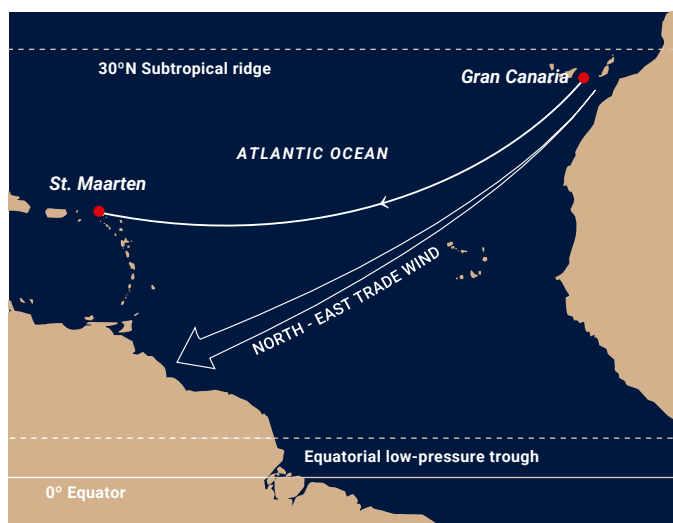 30°N Subtropical ridge
Gran Canaria
ATLANTIC OCEAN
St. Maarten
NORTH - EAST TRADE WIND
Equatorial low-pressure trough
0° Equator